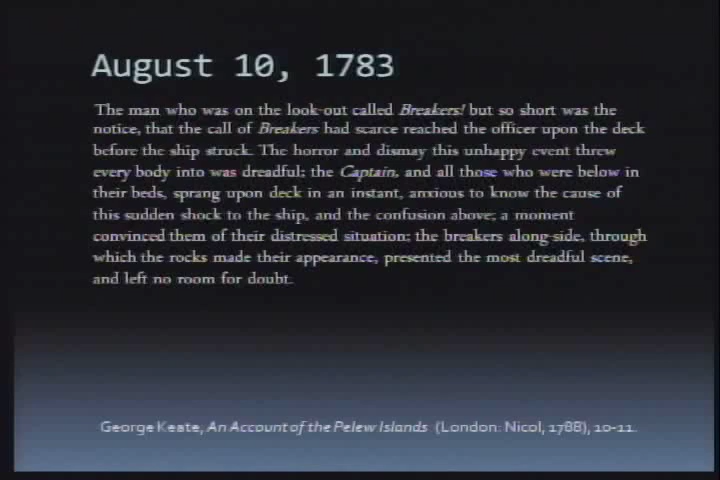 August 10, 1783
The man who was on the look-out called Breakers! but so short was the
notice, that the call of Breakers had scarce reached the officer upon the deck
before the ship struck. The horror and dismay this unhappy event threw
every body into was dreadful; the Captain, and all those who were below in
their beds, sprang upon deck in an instant, anxious to know the cause of
this sudden shock to the ship, and the confusion above; a moment
convinced them of their distressed situation; the breakers along-side, through
which the rocks made their appearance, presented the most dreadful scene,
and left no room for doubt.
George Keate, An Account of the Pelew Islands (London: Nicol, 1788), 10-11.